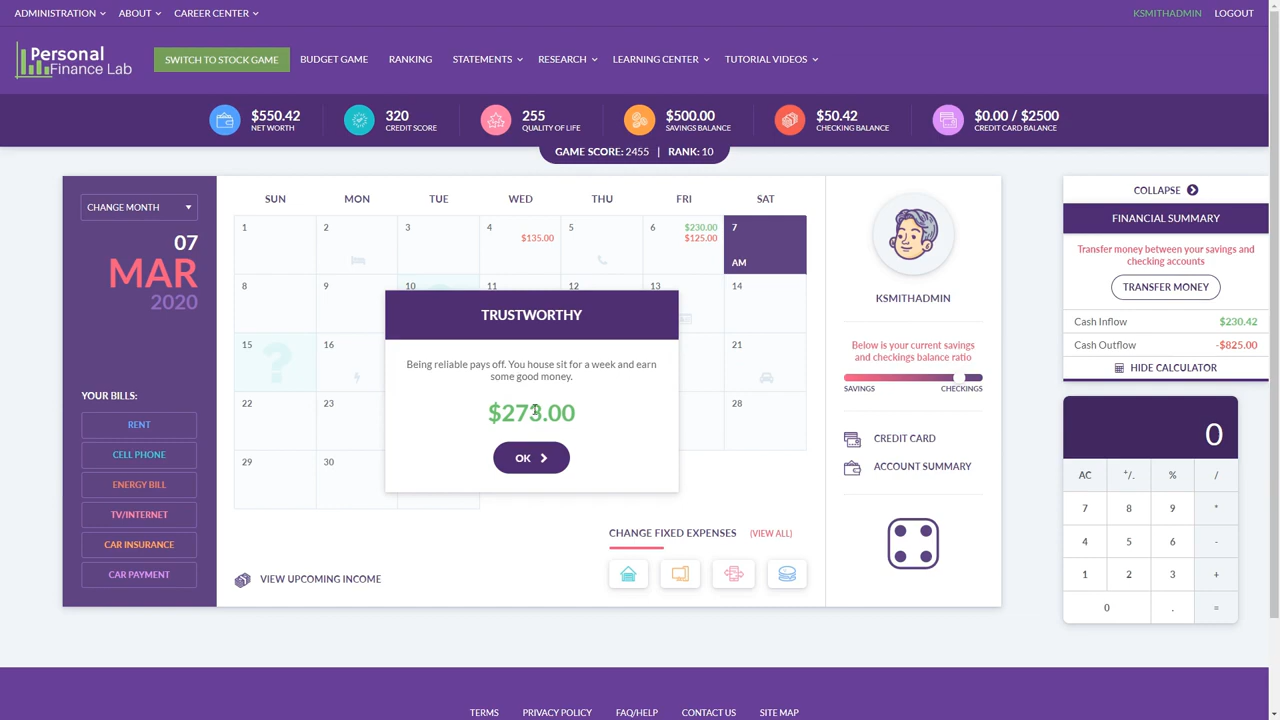 ADMINISTRATION ABOUT CAREER CENTER KSMITHADMIN LOGOUT
Personal
Finance Lab
SWITCH TO STOCK GAME BUDGET GAME RANKING STATEMENTS RESEARCH LEARNING CENTER TUTORIAL VIDEOS
$550.42
NET WORTH
320
CREDIT SCORE
255
QUALITY OF LIFE
$500.00
SAVINGS BALANCE
$50.42
CHECKING BALANCE
$0.00 / $2500
CREDIT CARD BALANCE
GAME SCORE: 2455 | RANK: 10
CHANGE MONTH
07
MAR
2020
YOUR BILLS:
RENT
CELL PHONE
ENERGY BILL
TV/INTERNET
CAR INSURANCE
CAR PAYMENT
SUN MON TUE WED THU FRI SAT
1 2 3 4 $135.00 5 6 $230.00 $125.00 7 AM
8 9 10 11 12 13 14
15 ? 16 21
22 23 28
29 30
TRUSTWORTHY
Being reliable pays off. You house sit for a week and earn
some good money.
$273.00
OK
VIEW UPCOMING INCOME
CHANGE FIXED EXPENSES (VIEW ALL)
KSMITHADMIN
Below is your current savings
and checkings balance ratio
SAVINGS CHECKINGS
CREDIT CARD
ACCOUNT SUMMARY
COLLAPSE
FINANCIAL SUMMARY
Transfer money between your savings and
checking accounts
TRANSFER MONEY
Cash Inflow $230.42
Cash Outflow -$825.00
HIDE CALCULATOR
0
AC +/. % /
7 8 9 *
4 5 6 -
1 2 3 +
0 . =
TERMS PRIVACY POLICY FAQ/HELP CONTACT US SITE MAP